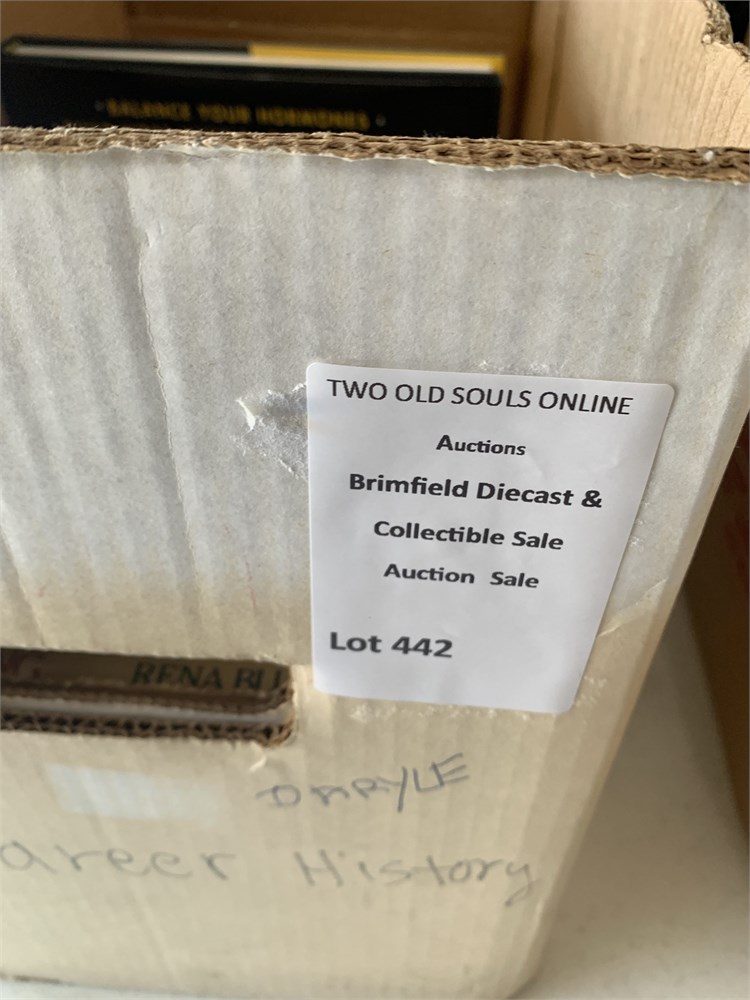 · BALANCE YOUR HORMONES ·
TWO OLD SOULS ONLINE
Auctions
Brimfield Diecast &
Collectible Sale
Auction Sale
Lot 442
RENA
DARYLE
areer History